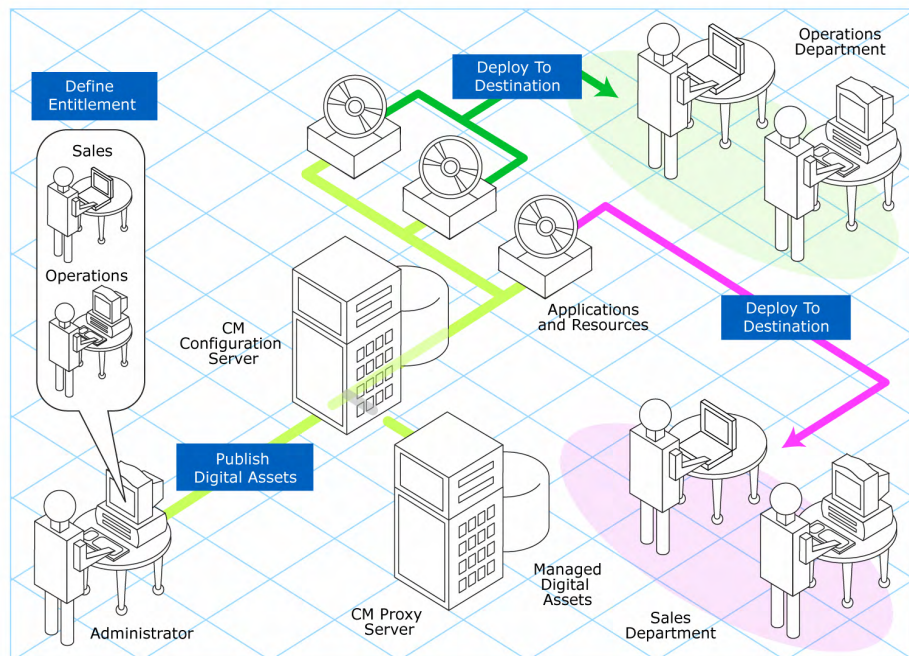 Define
Entitlement
Sales
Operations
Deploy To
Destination
Operations
Department
CM
Configuration
Server
Applications
and Resources
Deploy To
Destination
Publish
Digital Assets
Administrator
CM Proxy
Server
Managed
Digital
Assets
Sales
Department